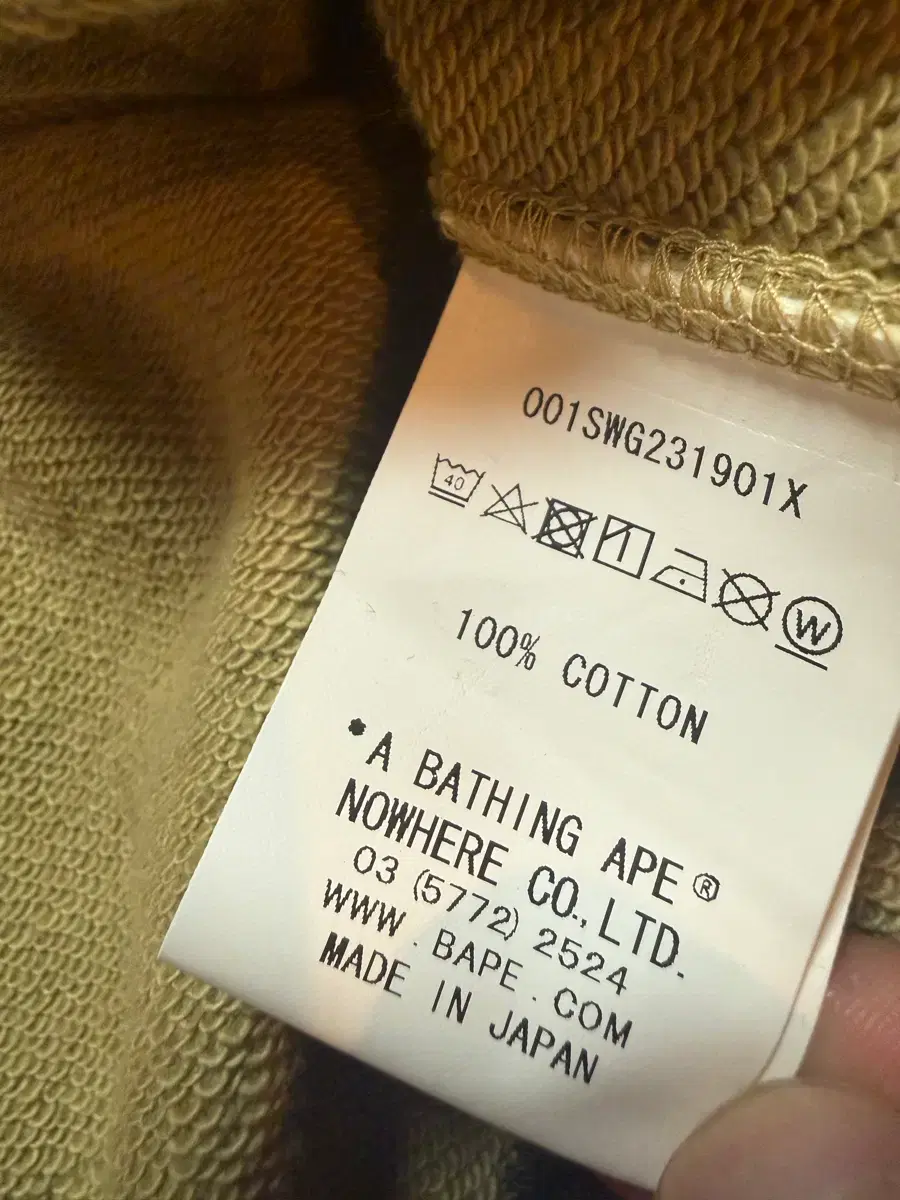 001SWG231901X
40
W
100% COTTON
*A BATHING APE®
NOWHERE CO.,LTD.
03 (5772) 2524
WWW.BAPE.COM
MADE IN JAPAN